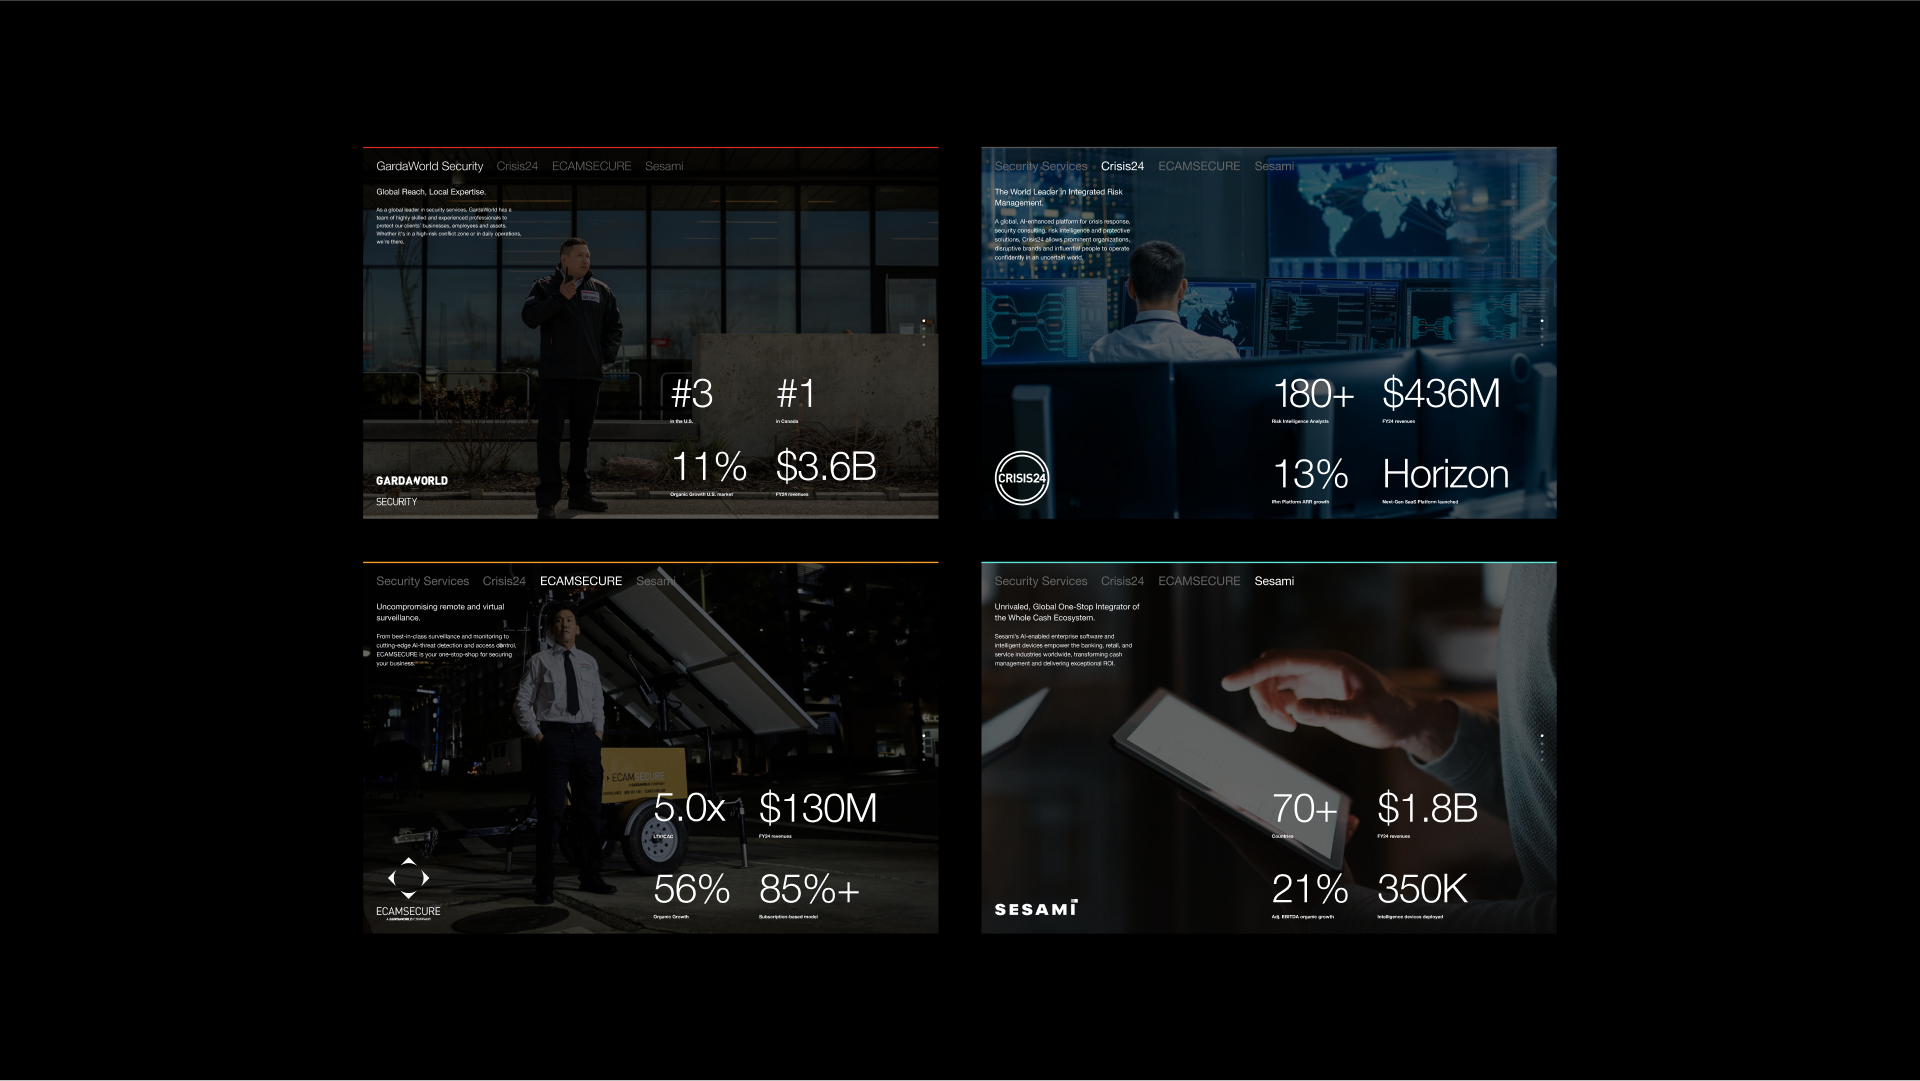 GardaWorld Security Crisis24 ECAMSECURE Sesami
Global Reach, Local Expertise.
As a global leader in security services, GardaWorld has a
team of highly skilled and experienced professionals to
protect our clients' businesses, employees and assets.
Whether it's in a high-risk conflict zone or in daily operations,
we're there.
#3
in the U.S.
#1
in Canada
11%
Organic Growth U.S. market
$3.6B
FY24 revenues
GARDAWORLD
SECURITY
Security Services Crisis24 ECAMSECURE Sesami
The World Leader in Integrated Risk
Management.
A global, AI-enhanced platform for crisis response,
security consulting, risk intelligence and protective
solutions, Crisis24 allows prominent organizations,
disruptive brands and influential people to operate
confidently in an uncertain world.
180+
Risk Intelligence Analysts
$436M
FY24 revenues
13%
IRm Platform ARR growth
Horizon
Next-Gen SaaS Platform launched
CRISIS24
Security Services Crisis24 ECAMSECURE Sesami
Uncompromising remote and virtual
surveillance.
From best-in-class surveillance and monitoring to
cutting-edge AI-threat detection and access control,
ECAMSECURE is your one-stop-shop for securing
your business.
ECAMSECURE
5.0x
LTV/CAC
$130M
FY24 revenues
56%
Organic Growth
85%+
Subscription-based model
ECAMSECURE
A GARDAWORLD COMPANY
Security Services Crisis24 ECAMSECURE Sesami
Unrivaled, Global One-Stop Integrator of
the Whole Cash Ecosystem.
Sesami's AI-enabled enterprise software and
intelligent devices empower the banking, retail, and
service industries worldwide, transforming cash
management and delivering exceptional ROI.
70+
Countries
$1.8B
FY24 revenues
21%
Adj. EBITDA organic growth
350K
Intelligence devices deployed
SESAMI